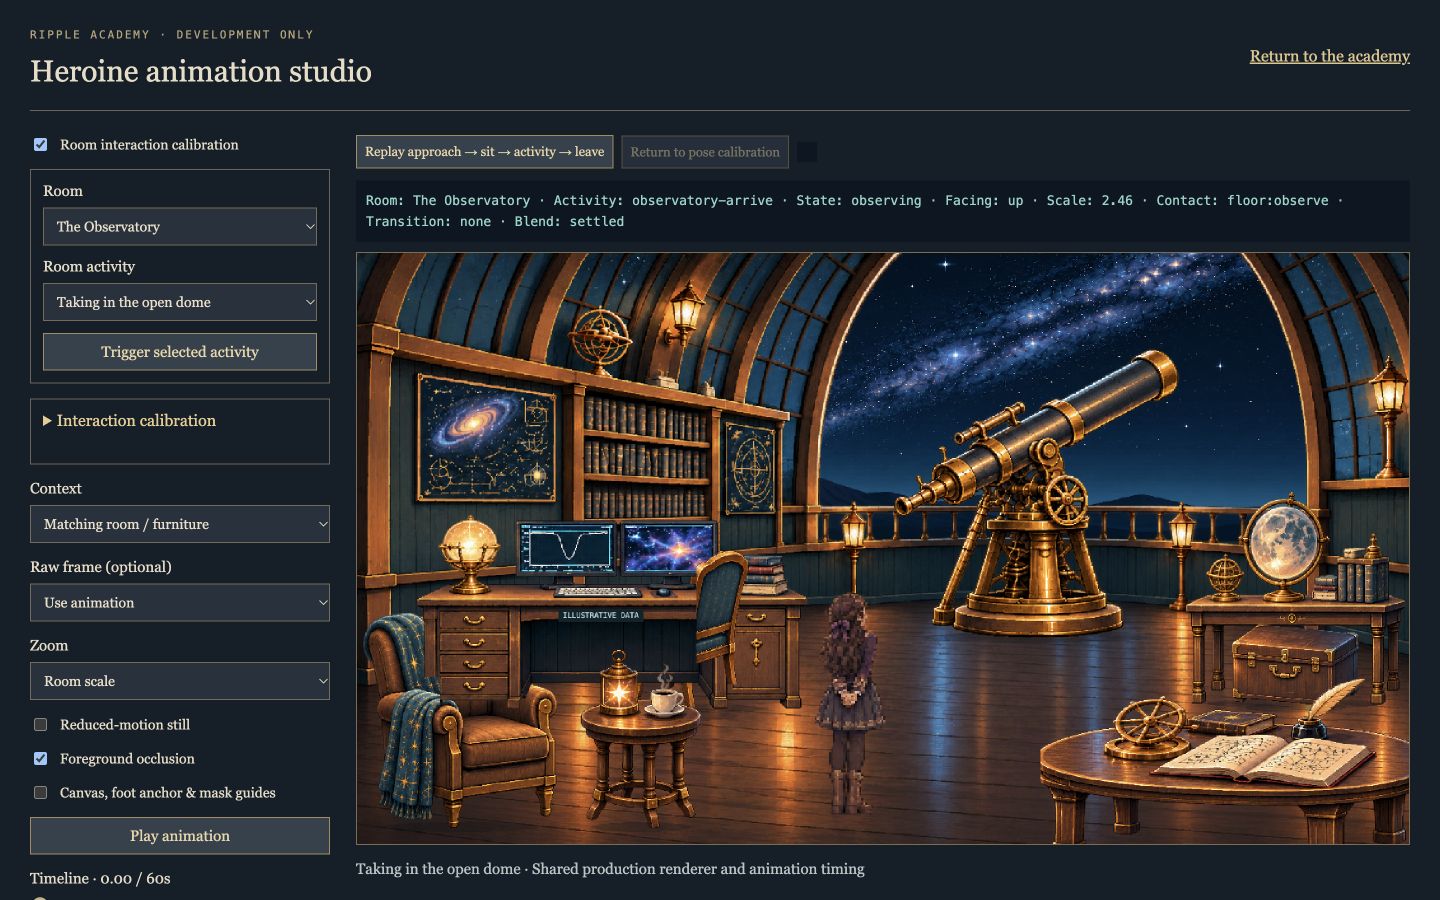 RIPPLE ACADEMY · DEVELOPMENT ONLY
Heroine animation studio
Return to the academy
Room interaction calibration
Room
The Observatory
Room activity
Taking in the open dome
Trigger selected activity
▶ Interaction calibration
Context
Matching room / furniture
Raw frame (optional)
Use animation
Zoom
Room scale
Reduced-motion still
Foreground occlusion
Canvas, foot anchor & mask guides
Play animation
Timeline · 0.00 / 60s
Replay approach → sit → activity → leave
Return to pose calibration
Room: The Observatory · Activity: observatory-arrive · State: observing · Facing: up · Scale: 2.46 · Contact: floor:observe ·
Transition: none · Blend: settled
ILLUSTRATIVE DATA
Taking in the open dome · Shared production renderer and animation timing